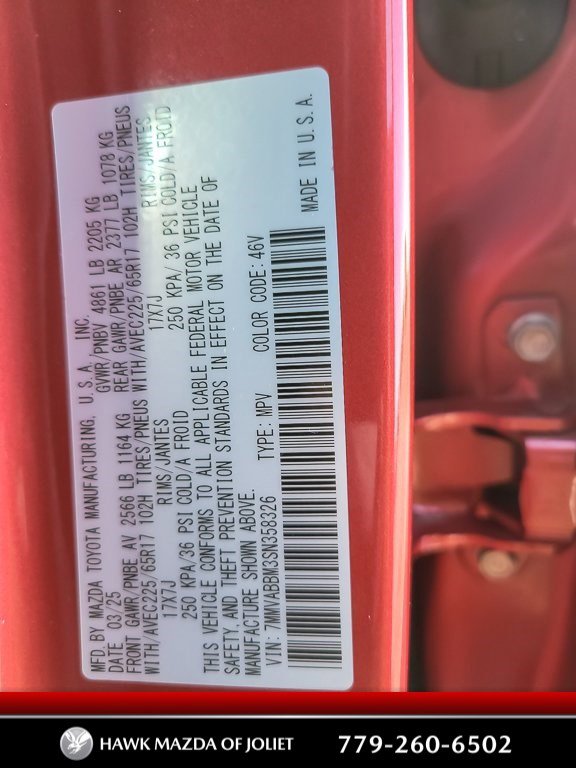 MFD. BY MAZDA TOYOTA MANUFACTURING, U.S.A. INC.
DATE 03/25 GVWR/PNBV 4861 LB 2205 KG
FRONT GAWR/PNBE AV 2566 LB 1164 KG REAR GAWR/PNBE AR 2377 LB 1078 KG
WITH/AVEC225/65R17 102H TIRES/PNEUS WITH/AVEC225/65R17 102H TIRES/PNEUS
17X7J RIMS/JANTES 17X7J RIMS/JANTES
250 KPA/36 PSI COLD/A FROID 250 KPA/ 36 PSI COLD/A FROID
THIS VEHICLE CONFORMS TO ALL APPLICABLE FEDERAL MOTOR VEHICLE
SAFETY AND THEFT PREVENTION STANDARDS IN EFFECT ON THE DATE OF
MANUFACTURE SHOWN ABOVE.
VIN: 7MMVABBM3SN358326 TYPE: MPV COLOR CODE: 46V
MADE IN U.S.A.
HAWK MAZDA OF JOLIET 779-260-6502